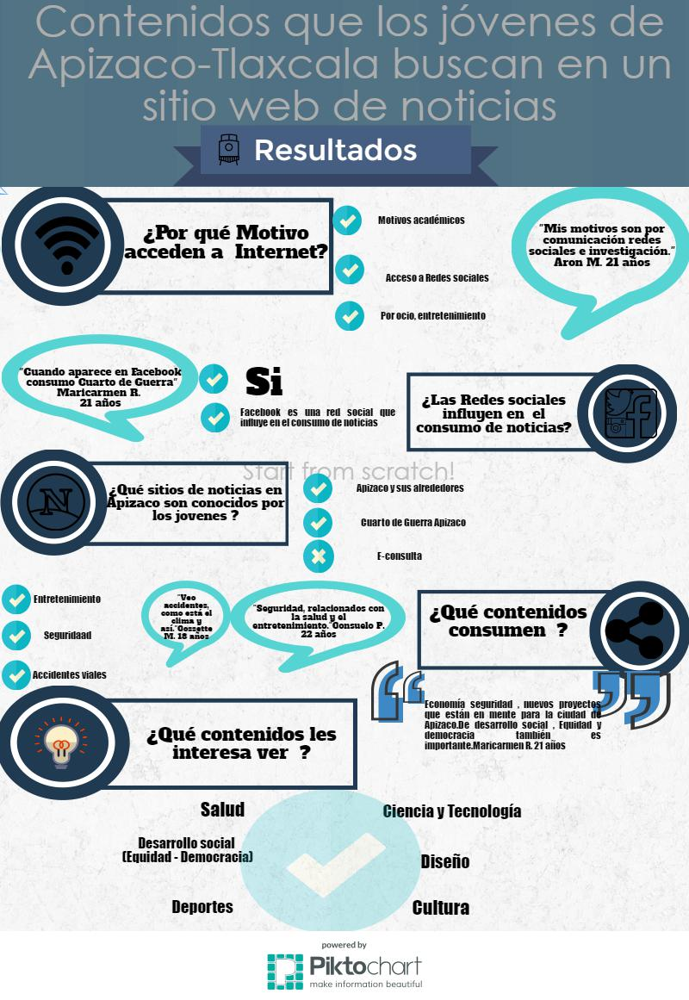 Contenidos que los jóvenes de
Apizaco-Tlaxcala buscan en un
sitio web de noticias
Resultados
¿Por qué Motivo
acceden a Internet?
Motivos académicos
Acceso a Redes sociales
Por ocio, entretenimiento
"Mis motivos son por
comunicación redes
sociales e investigación."
Aron M. 21 años
"Cuando aparece en Facebook
consumo Cuarto de Guerra"
Maricarmen R.
21 años
Si
Facebook es una red social que
influye en el consumo de noticias
¿Las Redes sociales
influyen en el
consumo de noticias?
Start from scratch!
¿Qué sitios de noticias en
Apizaco son conocidos por
los jovenes ?
N
Apizaco y sus alrededores
Cuarto de Guerra Apizaco
E-consulta
Entretenimiento
Seguridaad
Accidentes viales
"Veo
accidentes,
como está el
clima y
así."Gossette
M. 18 años
"Seguridad, relacionados con
la salud y el
entretenimiento. Consuelo P.
22 años
¿Qué contenidos
consumen ?
Economía seguridad , nuevos proyectos
que están en mente para la ciudad de
Apizaco.De desarrollo social , Equidad y
democracia también es
importante.Maricarmen R. 21 años
¿Qué contenidos les
interesa ver ?
Salud
Ciencia y Tecnología
Desarrollo social
(Equidad - Democracia)
Diseño
Deportes
Cultura
powered by
Piktochart
make information beautiful